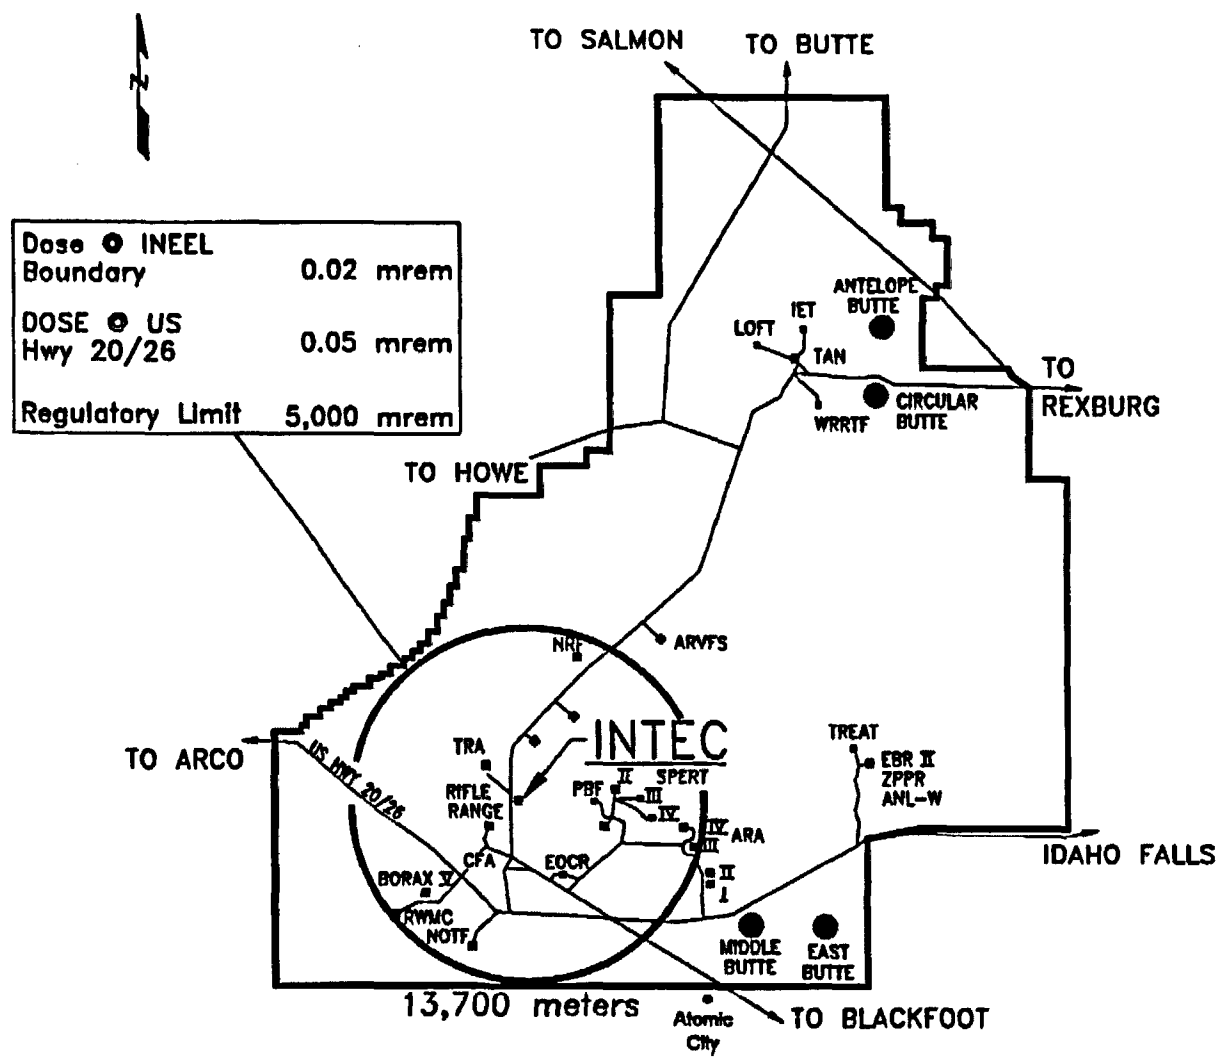 TO SALMON
TO BUTTE
N
Dose @ INEEL
Boundary 0.02 mrem
DOSE @ US
Hwy 20/26 0.05 mrem
Regulatory Limit 5,000 mrem
ANTELOPE
BUTTE
IET
LOFT
TAN
TO
REXBURG
CIRCULAR
BUTTE
WRRTF
TO HOWE
NRF
ARVFS
INTEC
TO ARCO
US HWY 20/26
TRA
RIFLE
RANGE
PBF
II
SPERT
III
IV
IV
ARA
III
TREAT
EBR II
ZPPR
ANL-W
IDAHO FALLS
CFA
EOCR
II
I
BORAX V
RWMC
NOTF
MIDDLE
BUTTE
EAST
BUTTE
13,700 meters
Atomic
City
TO BLACKFOOT